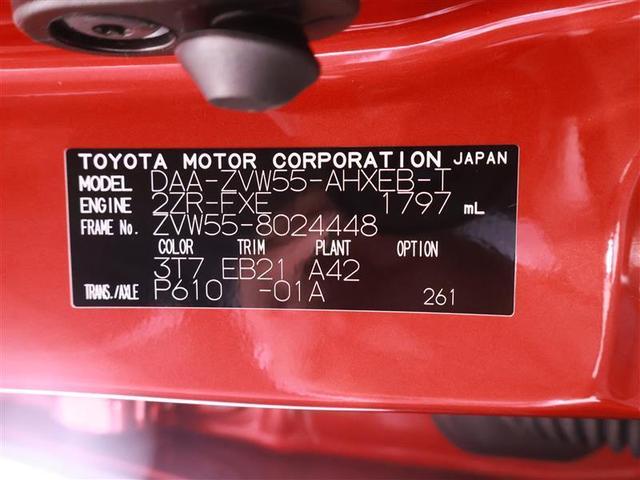 TOYOTA MOTOR CORPORATION JAPAN
MODEL DAA-ZVW55-AHXEB-T
ENGINE 2ZR-FXE 1797 mL
FRAME No. ZVW55-8024448
COLOR TRIM PLANT OPTION
3T7 EB21 A42
TRANS./AXLE P610 -01A 261